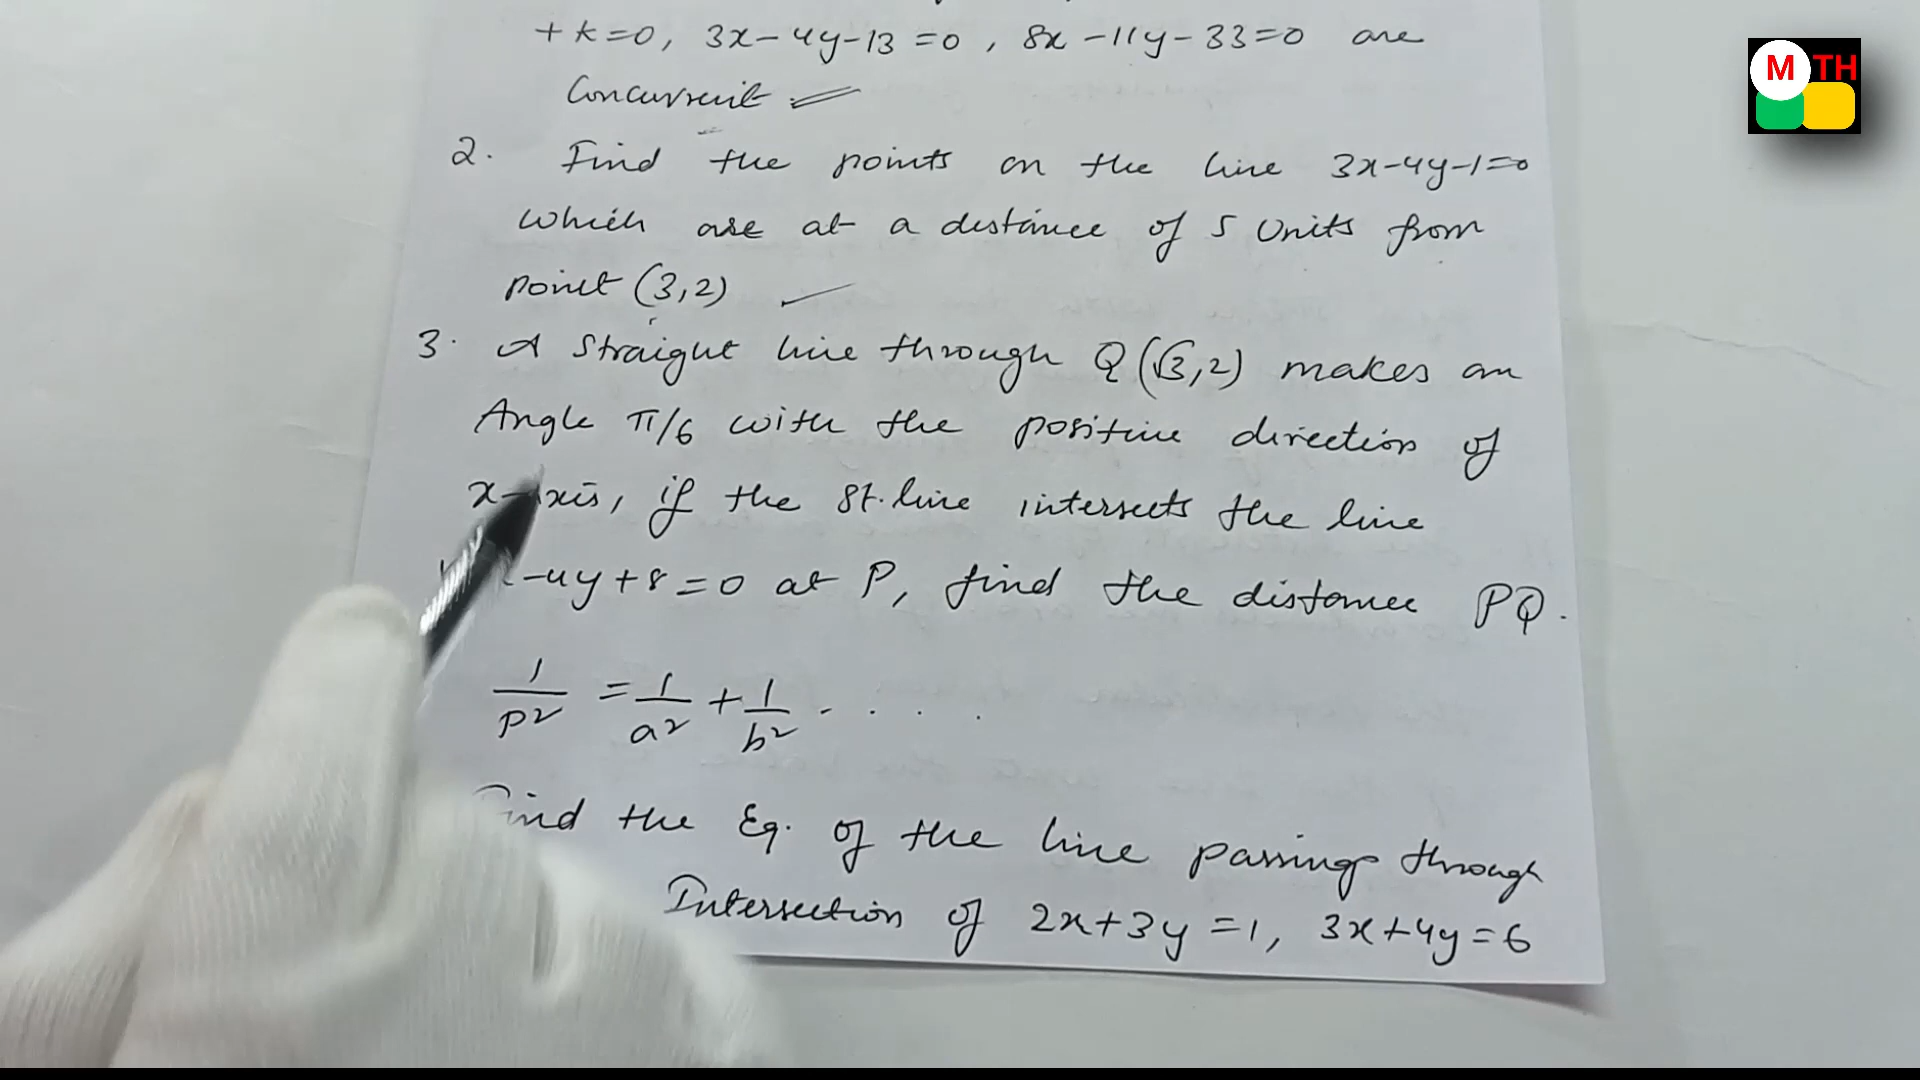 +k=0, 3x-4y-13=0, 8x-11y-33=0 are
Concurrent
2. Find the points on the line 3x-4y-1=0
which are at a distance of 5 Units from
point (3,2)
3. A straight line through Q(√3,2) makes an
Angle π/6 with the positive direction of
x-Axis, if the st. line intersects the line
-4y+8=0 at P, find the distance PQ.
1/p² = 1/a² + 1/b² . . . .
Find the Eq. of the line passing through
Intersection of 2x+3y=1, 3x+4y=6
M TH